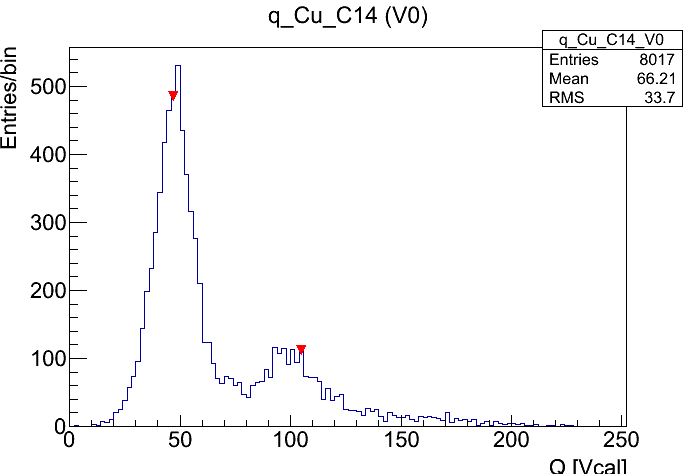 q_Cu_C14 (V0)
q_Cu_C14_V0
Entries 8017
Mean 66.21
RMS 33.7
Entries/bin
500
400
300
200
100
0
0 50 100 150 200 250
Q [Vcal]